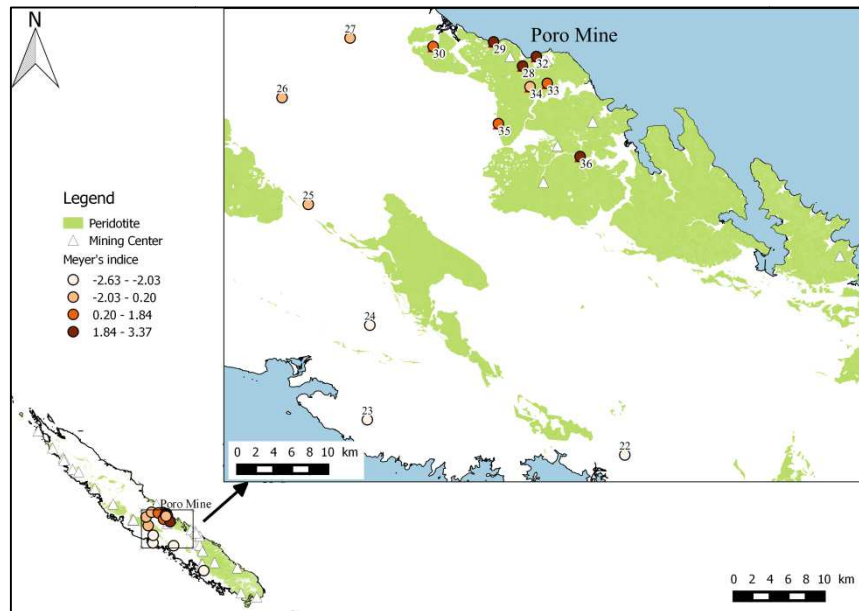 N
27
Poro Mine
29
30
32
28
33
34
26
35
36
25
Legend
Peridotite
Mining Center
Meyer's indice
-2.63 - -2.03
-2.03 - 0.20
0.20 - 1.84
1.84 - 3.37
24
23
22
0 2 4 6 8 10 km
Poro Mine
0 2 4 6 8 10 km